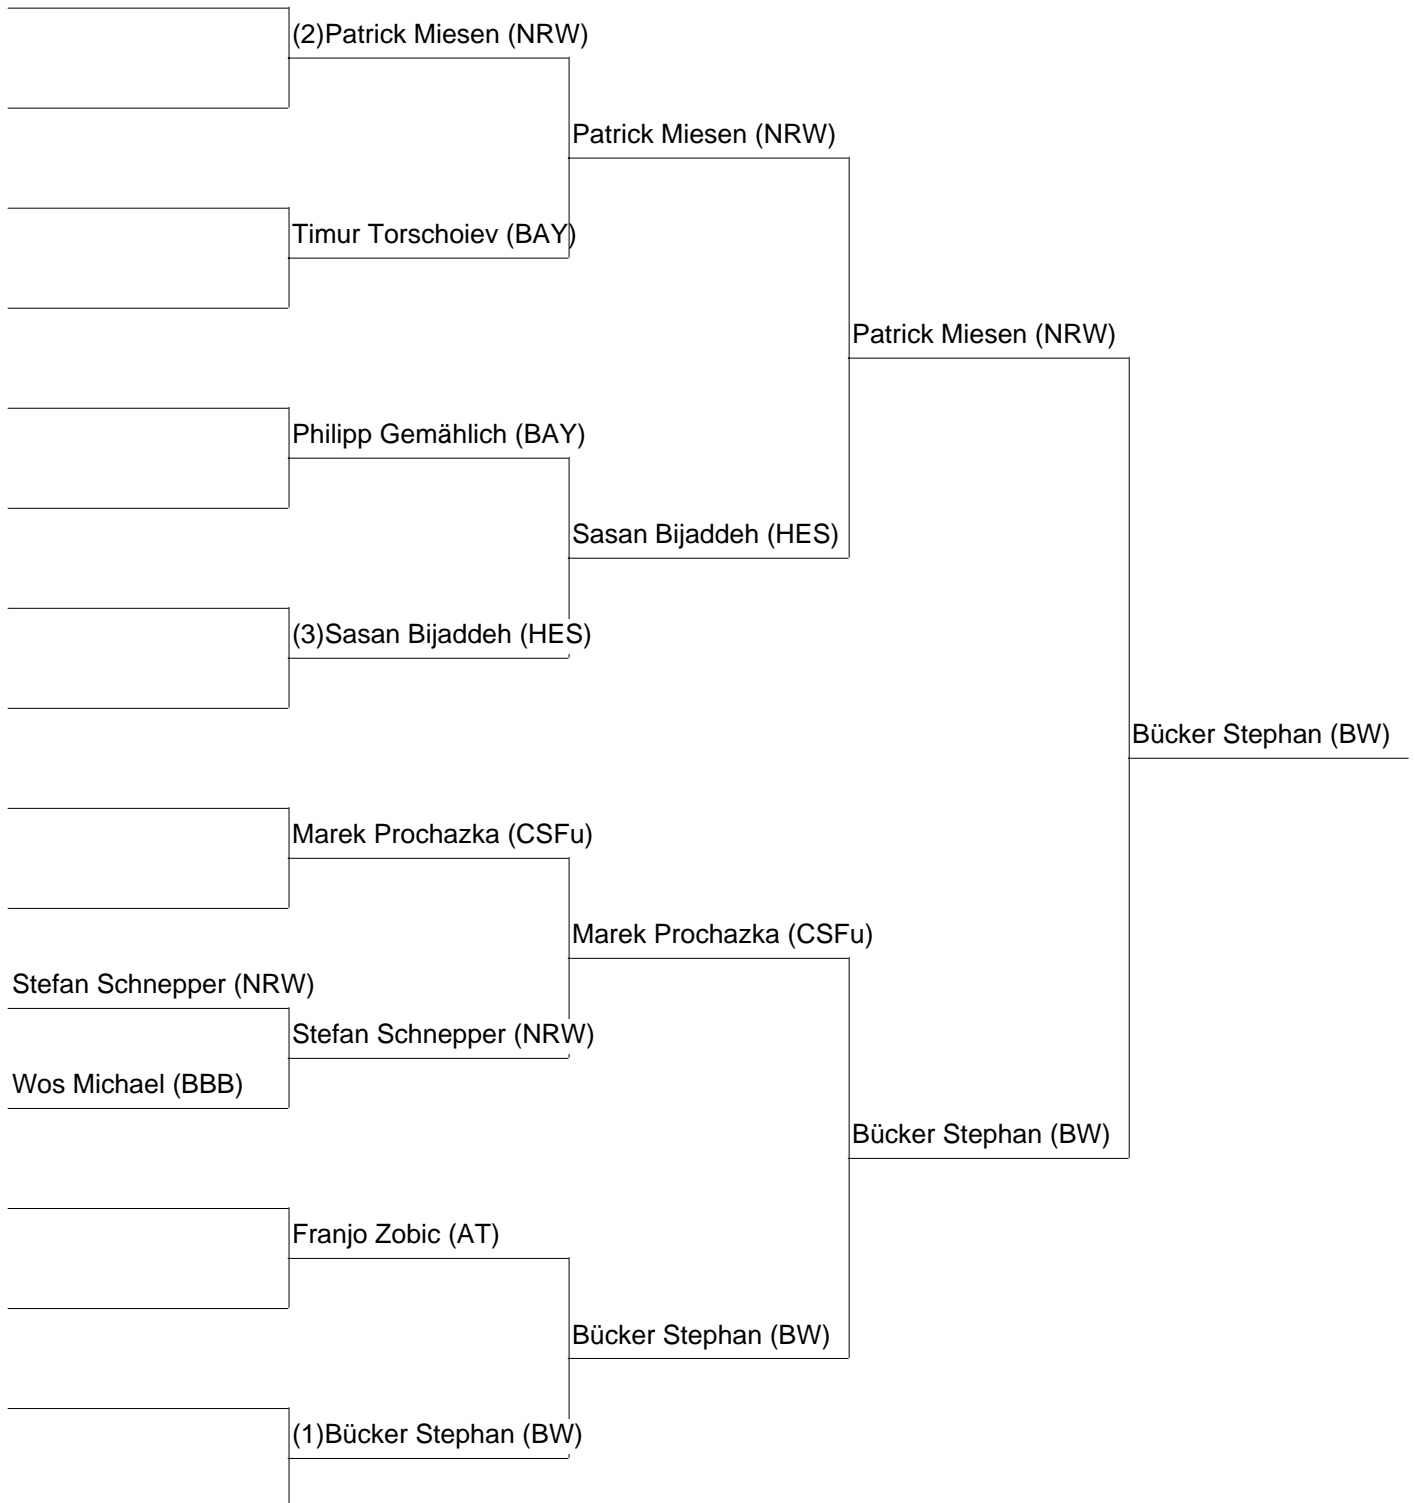 (2)Patrick Miesen (NRW)
Patrick Miesen (NRW)
Timur Torschoiev (BAY)
Patrick Miesen (NRW)
Philipp Gemählich (BAY)
Sasan Bijaddeh (HES)
(3)Sasan Bijaddeh (HES)
Bücker Stephan (BW)
Marek Prochazka (CSFu)
Marek Prochazka (CSFu)
Stefan Schnepper (NRW)
Stefan Schnepper (NRW)
Wos Michael (BBB)
Bücker Stephan (BW)
Franjo Zobic (AT)
Bücker Stephan (BW)
(1)Bücker Stephan (BW)